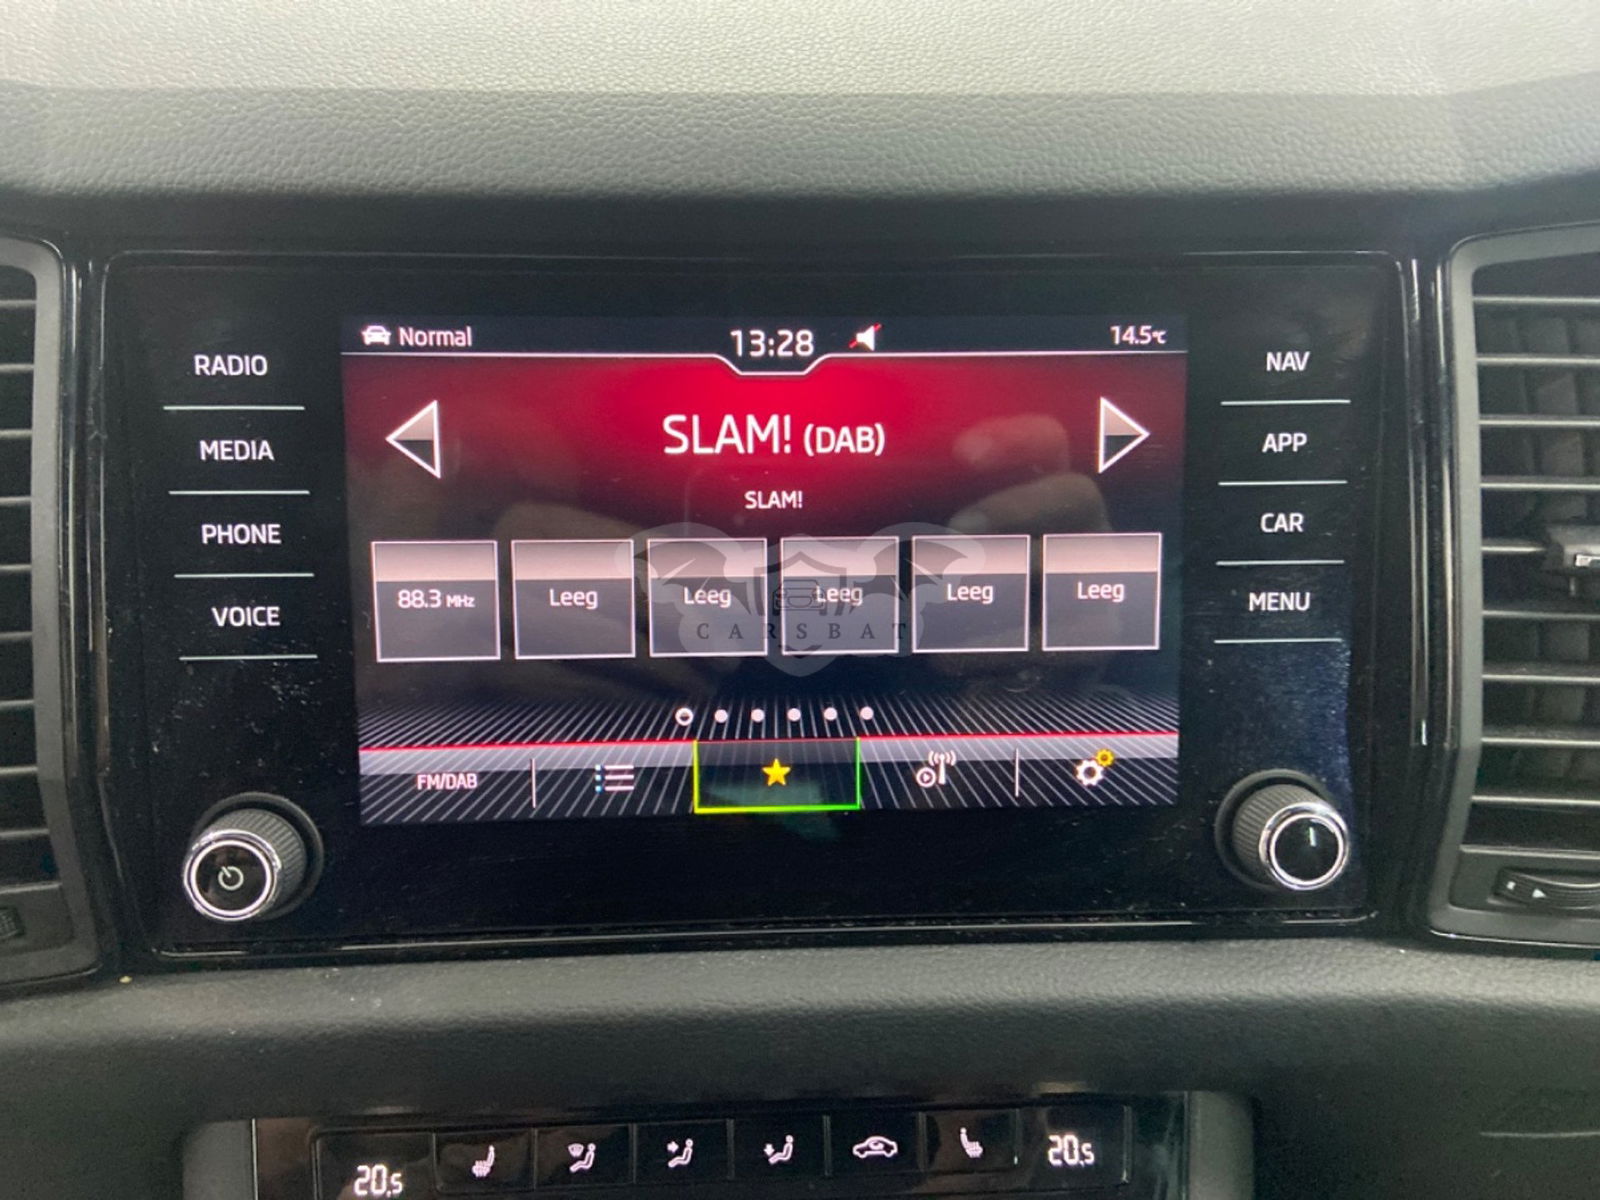 Normal 13:28 14.5°C
RADIO
MEDIA
PHONE
VOICE
SLAM! (DAB)
SLAM!
88.3 MHz Leeg Leeg Leeg Leeg Leeg
CARSBAT
FM/DAB
NAV
APP
CAR
MENU
20.5 20.5